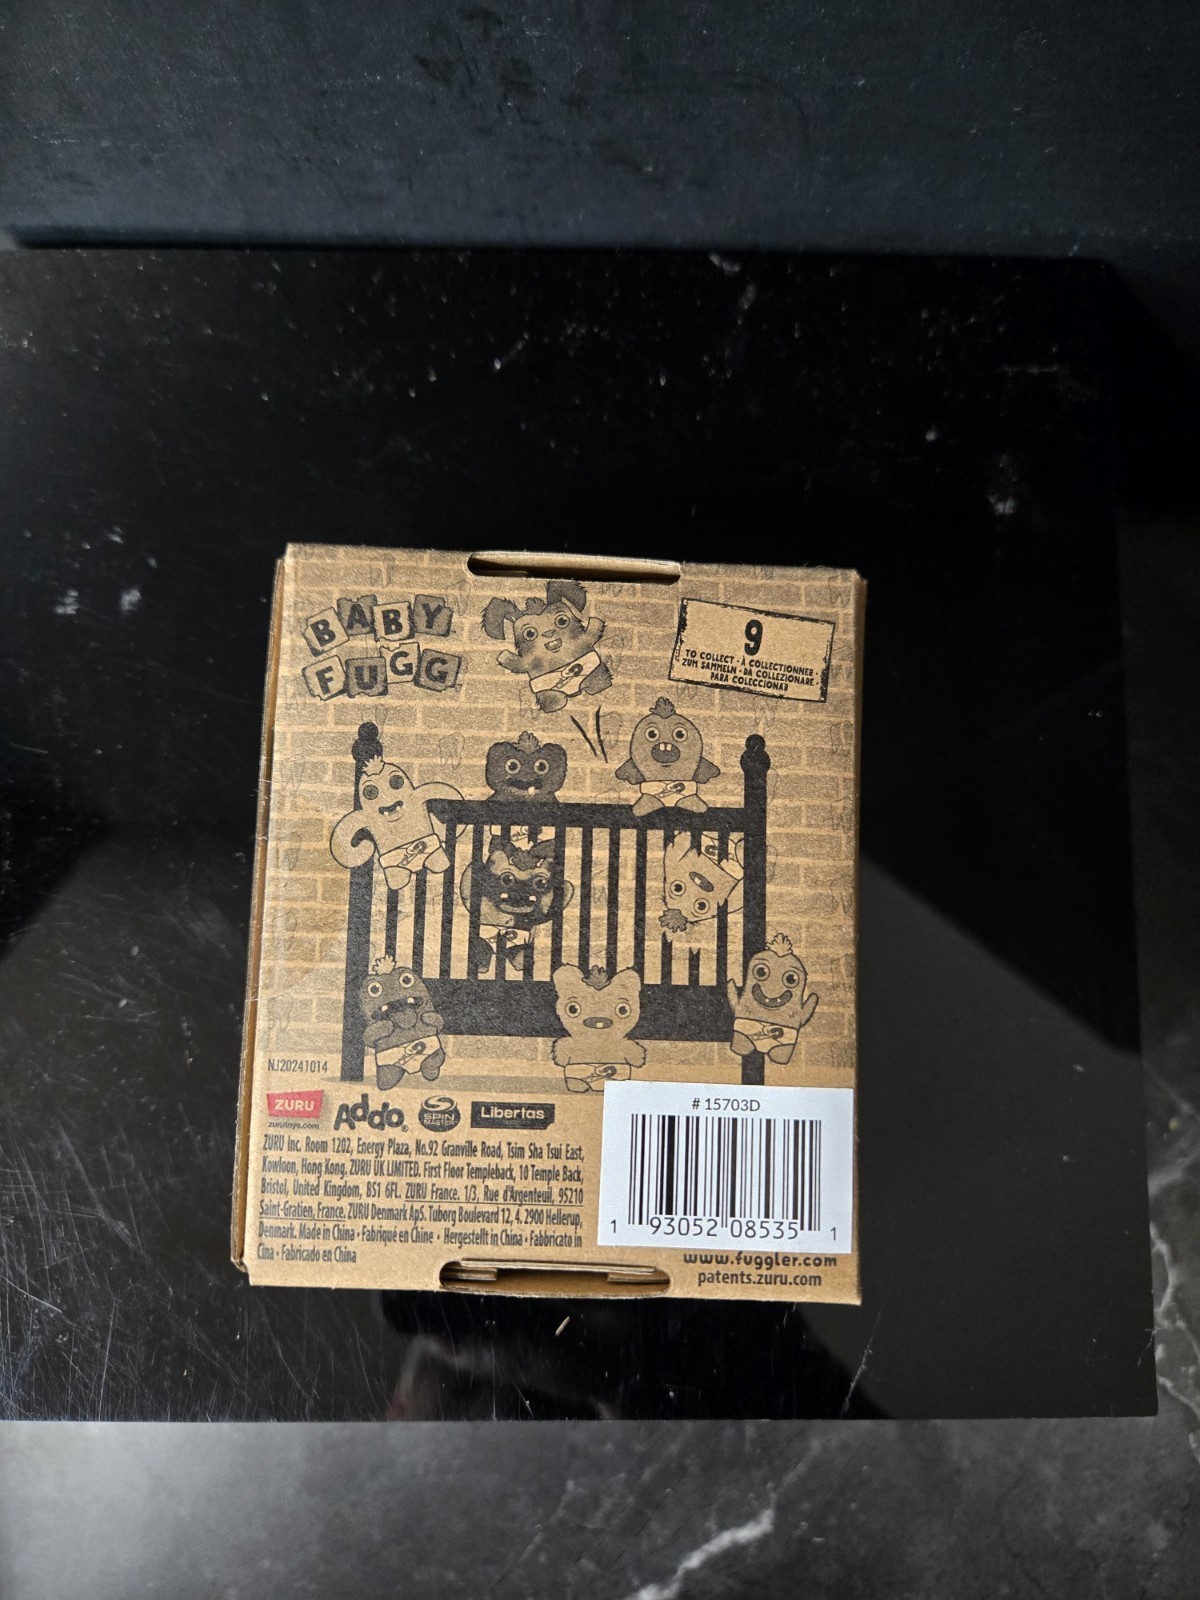 BABY
FUGG
9
TO COLLECT · À COLLECTIONNER ·
ZUM SAMMELN · DA COLLEZIONARE ·
PARA COLECCIONAR
NJ20241014
ZURU
Addo®
SPIN
MASTER
Libertas
ZURU Inc. Room 1202, Energy Plaza, No.92 Granville Road, Tsim Sha Tsui East,
Kowloon, Hong Kong. ZURU UK LIMITED. First Floor Templeback, 10 Temple Back,
Bristol, United Kingdom, BS1 6FL. ZURU France. 1/3, Rue d'Argenteuil, 95210
Saint-Gratien, France. ZURU Denmark ApS. Tuborg Boulevard 12, 4. 2900 Hellerup,
Denmark. Made in China • Fabriqué en Chine • Hergestellt in China • Fabbricato in
Cina • Fabricado en China
# 15703D
1 93052 08535 1
www.fuggler.com
patents.zuru.com